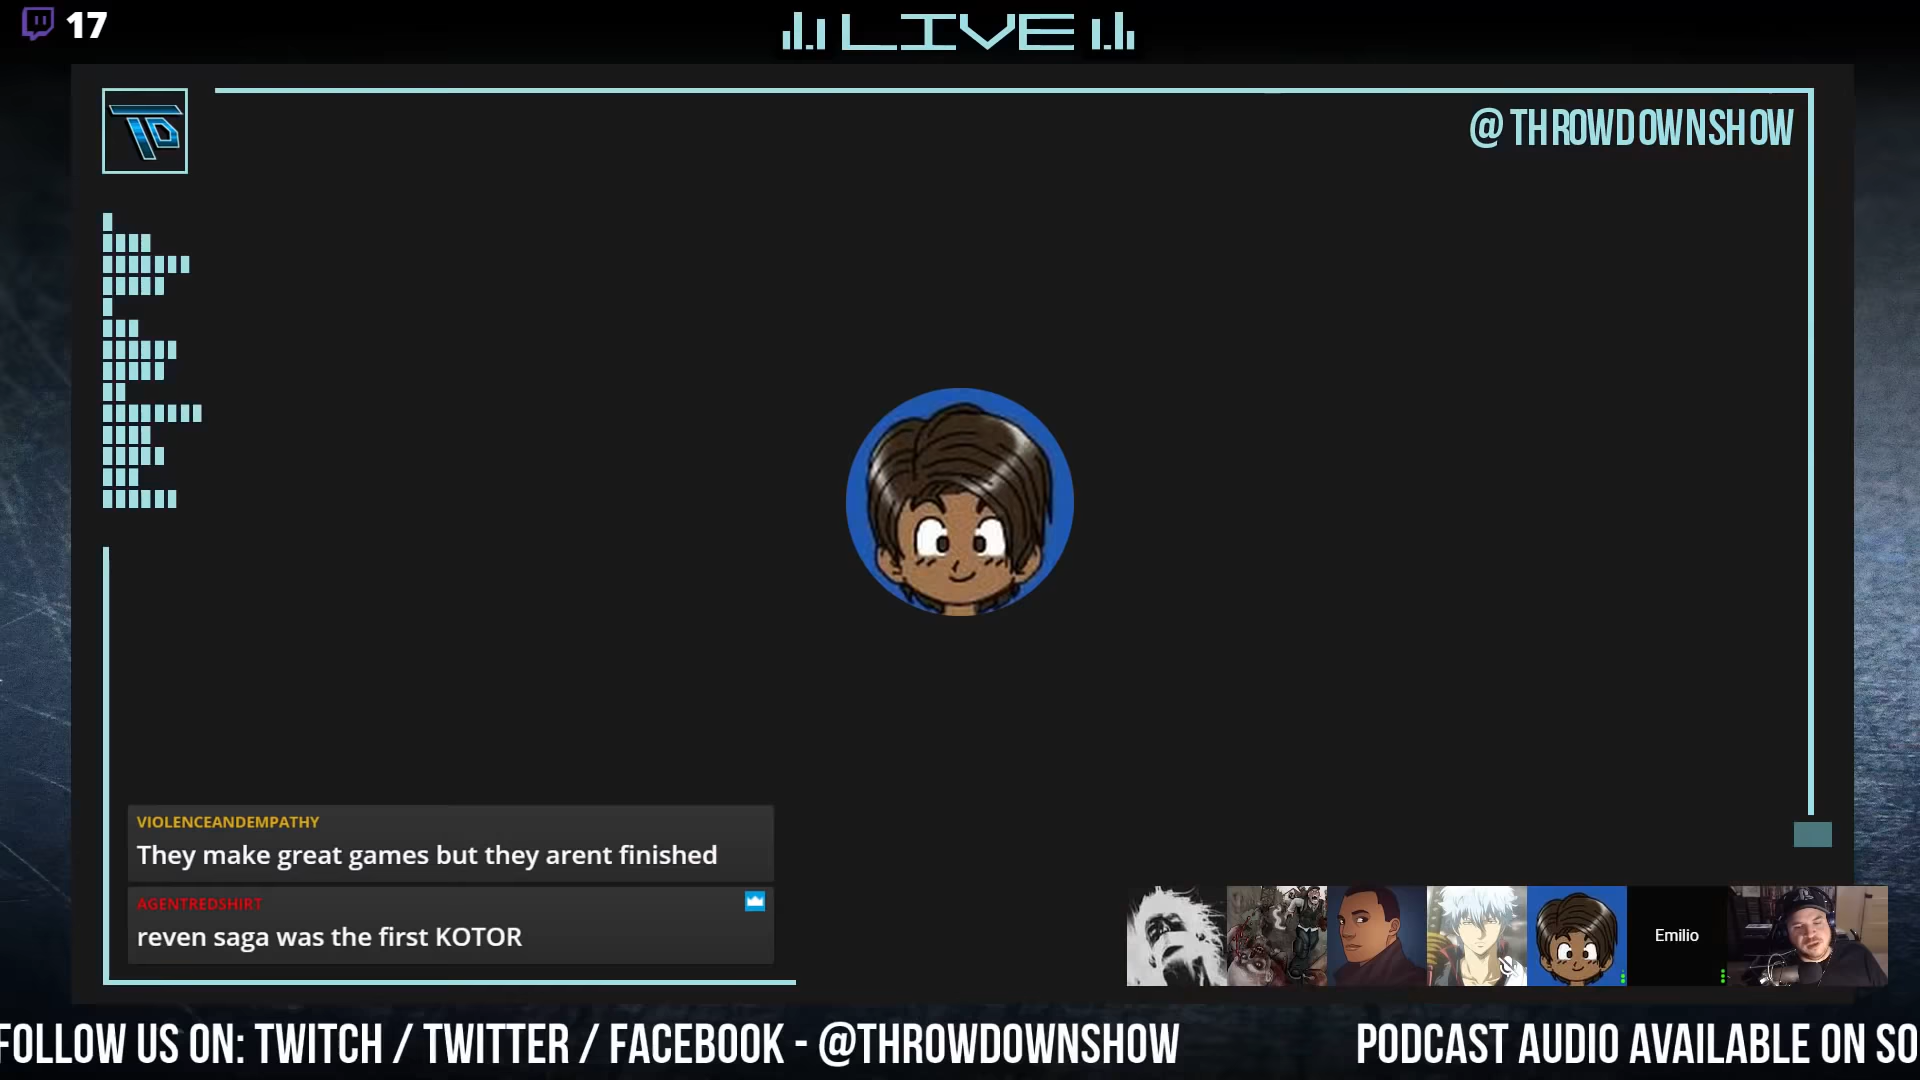 17
LIVE
TD
@THROWDOWNSHOW
VIOLENCEANDEMPATHY
They make great games but they arent finished
AGENTREDSHIRT
reven saga was the first KOTOR
Emilio
FOLLOW US ON: TWITCH / TWITTER / FACEBOOK - @THROWDOWNSHOW
PODCAST AUDIO AVAILABLE ON SO